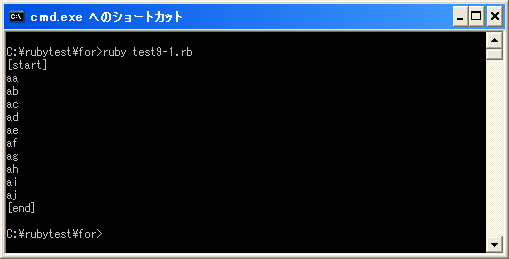 cmd.exe へのショートカット
C:¥rubytest¥for>ruby test9-1.rb
[start]
aa
ab
ac
ad
ae
af
ag
ah
ai
aj
[end]
C:¥rubytest¥for>